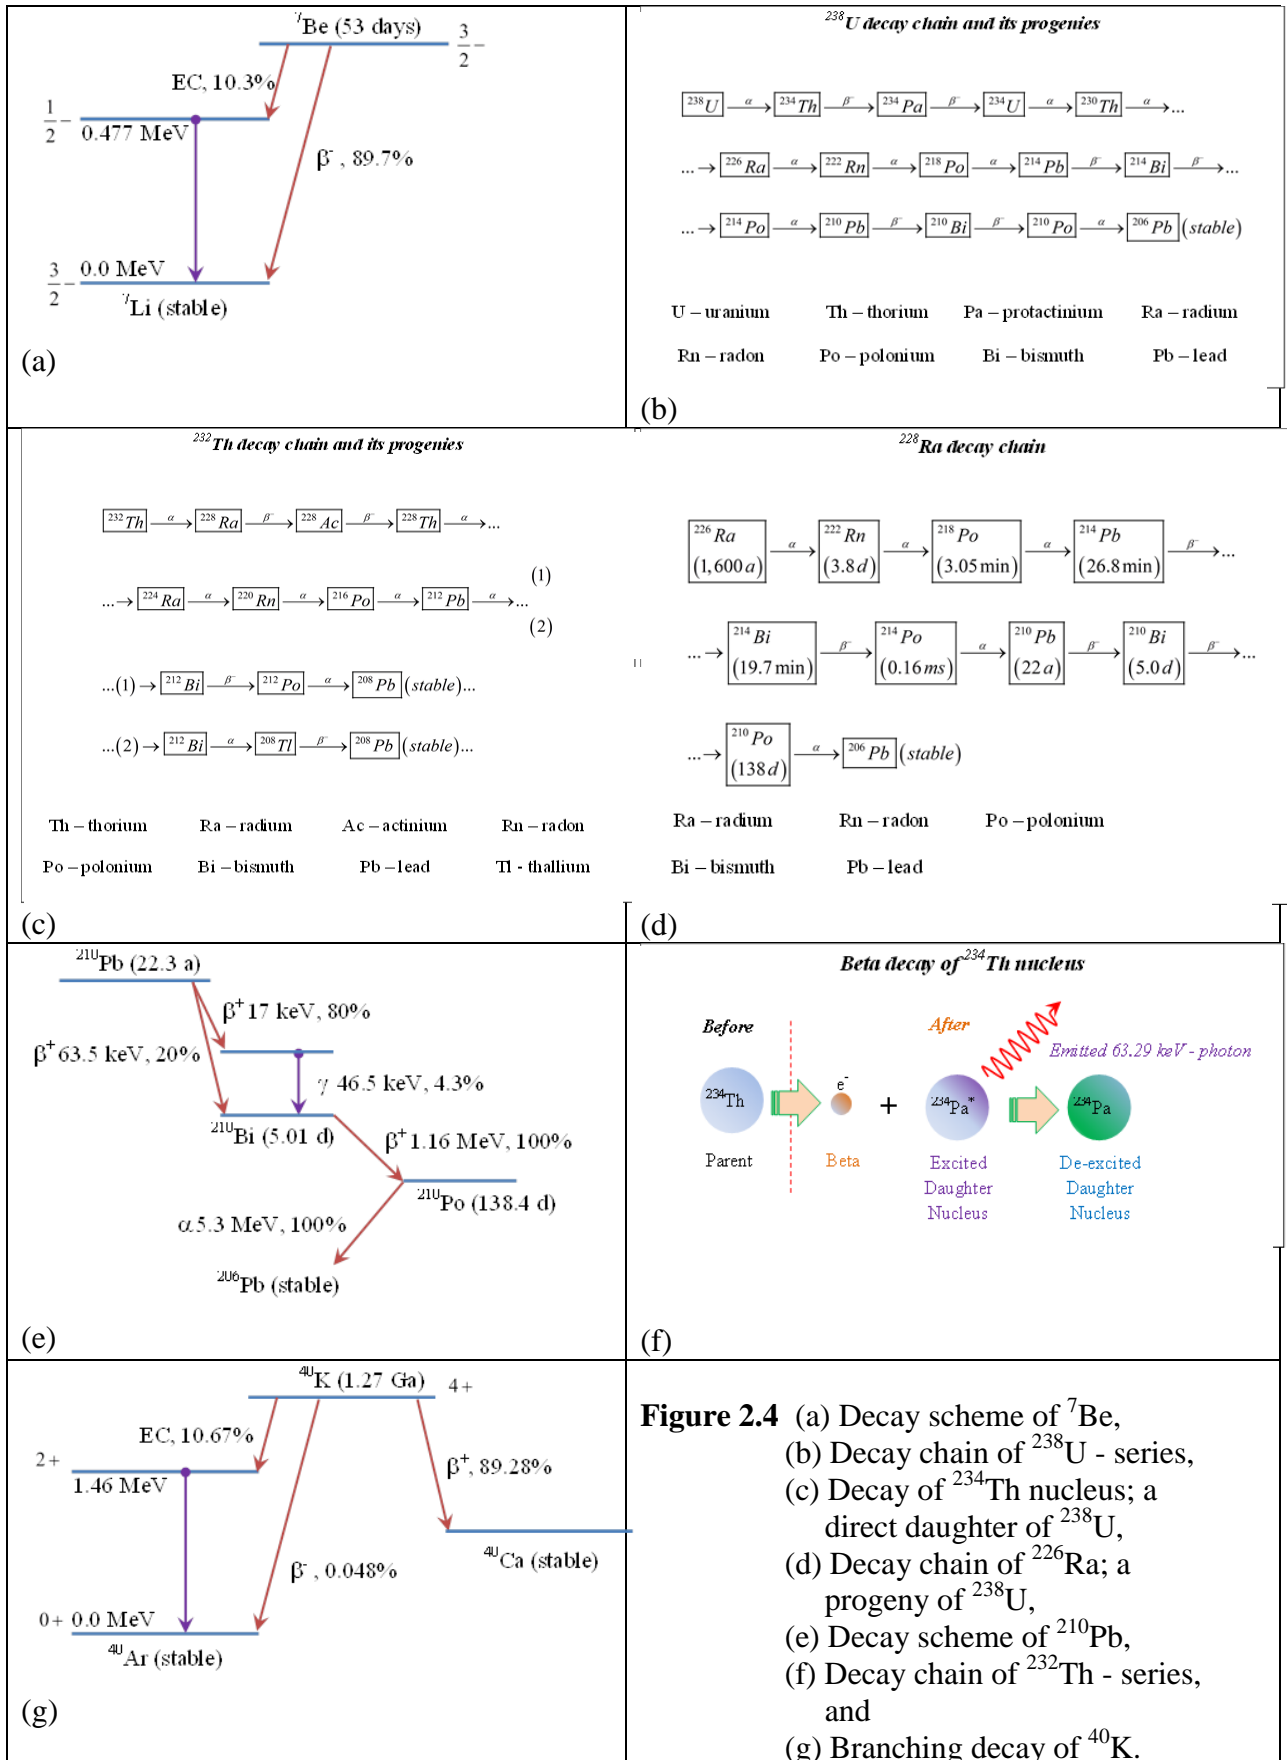 ⁷Be (53 days)
3/2 -
EC, 10.3%
1/2 -
0.477 MeV
β⁻, 89.7%
3/2 -
0.0 MeV
⁷Li (stable)
(a)
²³⁸U decay chain and its progenies
²³⁸U —α→ ²³⁴Th —β⁻→ ²³⁴Pa —β⁻→ ²³⁴U —α→ ²³⁰Th —α→...
...→ ²²⁶Ra —α→ ²²²Rn —α→ ²¹⁸Po —α→ ²¹⁴Pb —β⁻→ ²¹⁴Bi —β⁻→...
...→ ²¹⁴Po —α→ ²¹⁰Pb —β⁻→ ²¹⁰Bi —β⁻→ ²¹⁰Po —α→ ²⁰⁶Pb (stable)
U – uranium Th – thorium Pa – protactinium Ra – radium
Rn – radon Po – polonium Bi – bismuth Pb – lead
(b)
²³²Th decay chain and its progenies
²³²Th —α→ ²²⁸Ra —β⁻→ ²²⁸Ac —β⁻→ ²²⁸Th —α→...
(1)
...→ ²²⁴Ra —α→ ²²⁰Rn —α→ ²¹⁶Po —α→ ²¹²Pb —α→...
(2)
...(1)→ ²¹²Bi —β⁻→ ²¹²Po —α→ ²⁰⁸Pb (stable)...
...(2)→ ²¹²Bi —α→ ²⁰⁸Tl —β⁻→ ²⁰⁸Pb (stable)...
Th – thorium Ra – radium Ac – actinium Rn – radon
Po – polonium Bi – bismuth Pb – lead Tl - thallium
(c)
²²⁸Ra decay chain
²²⁶Ra —α→ ²²²Rn —α→ ²¹⁸Po —α→ ²¹⁴Pb —β⁻→...
(1,600 a) (3.8 d) (3.05 min) (26.8 min)
...→ ²¹⁴Bi —β⁻→ ²¹⁴Po —α→ ²¹⁰Pb —β⁻→ ²¹⁰Bi —β⁻→...
(19.7 min) (0.16 ms) (22 a) (5.0 d)
...→ ²¹⁰Po —α→ ²⁰⁶Pb (stable)
(138 d)
Ra – radium Rn – radon Po – polonium
Bi – bismuth Pb – lead
(d)
²¹⁰Pb (22.3 a)
β⁺ 17 keV, 80%
β⁺ 63.5 keV, 20%
γ 46.5 keV, 4.3%
²¹⁰Bi (5.01 d)
β⁺ 1.16 MeV, 100%
²¹⁰Po (138.4 d)
α 5.3 MeV, 100%
²⁰⁶Pb (stable)
(e)
Beta decay of ²³⁴Th nucleus
Before After
Emitted 63.29 keV - photon
²³⁴Th e⁻ + ²³⁴Pa* ²³⁴Pa
Parent Beta Excited De-excited
Daughter Daughter
Nucleus Nucleus
(f)
⁴⁰K (1.27 Ga) 4+
EC, 10.67%
2+
1.46 MeV
β⁺, 89.28%
⁴⁰Ca (stable)
β⁻, 0.048%
0+ 0.0 MeV
⁴⁰Ar (stable)
(g)
Figure 2.4 (a) Decay scheme of ⁷Be,
(b) Decay chain of ²³⁸U - series,
(c) Decay of ²³⁴Th nucleus; a
direct daughter of ²³⁸U,
(d) Decay chain of ²²⁶Ra; a
progeny of ²³⁸U,
(e) Decay scheme of ²¹⁰Pb,
(f) Decay chain of ²³²Th - series,
and
(g) Branching decay of ⁴⁰K.